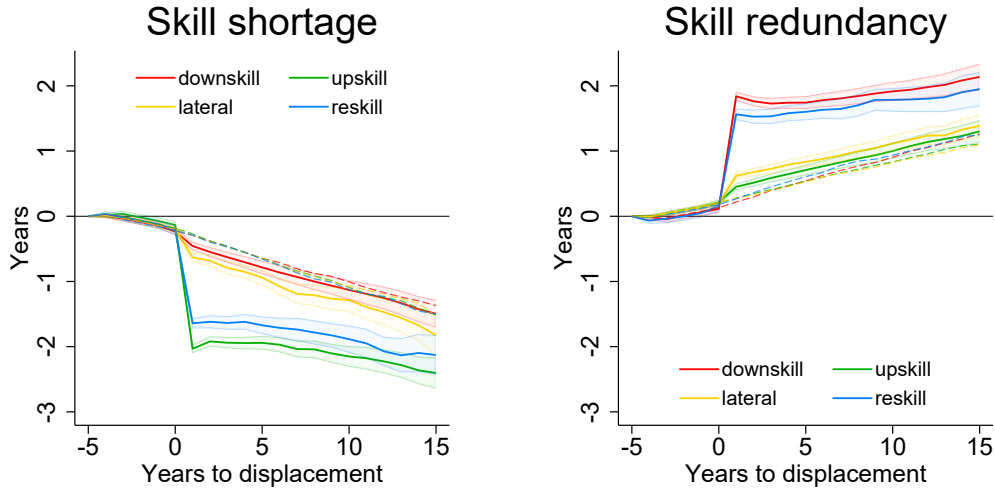 Skill shortage
Years
2
1
0
-1
-2
-3
downskill
upskill
lateral
reskill
-5
0
5
10
15
Years to displacement
Skill redundancy
Years
2
1
0
-1
-2
-3
downskill
upskill
lateral
reskill
-5
0
5
10
15
Years to displacement